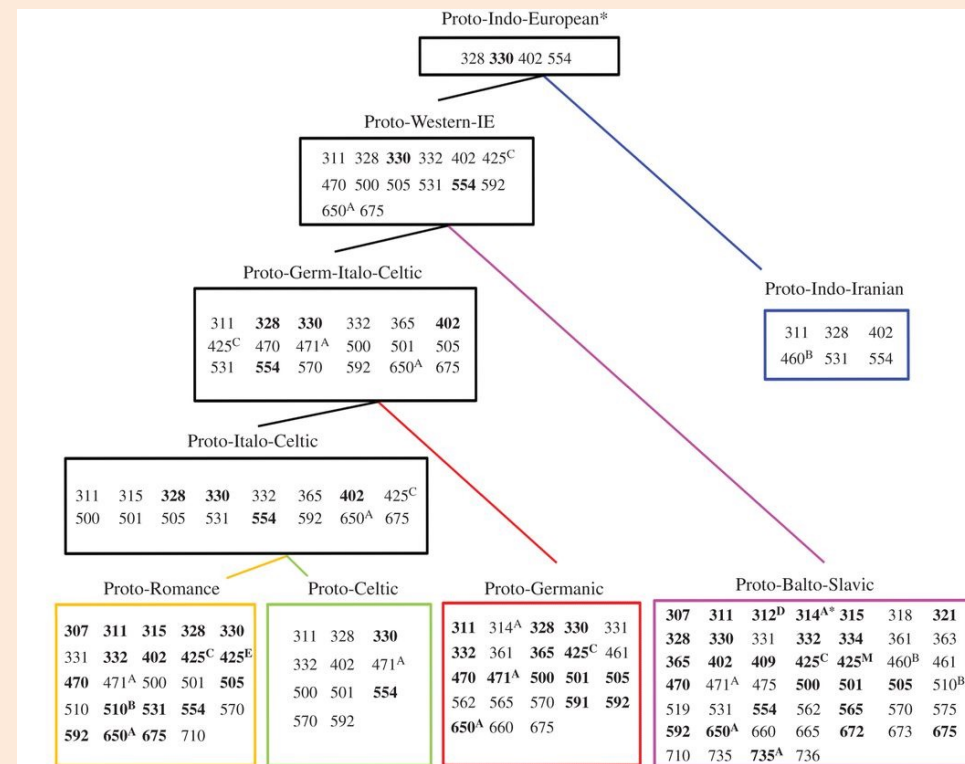 Proto-Indo-European*
328 330 402 554
Proto-Western-IE
311 328 330 332 402 425C
470 500 505 531 554 592
650A 675
Proto-Germ-Italo-Celtic
311 328 330 332 365 402
425C 470 471A 500 501 505
531 554 570 592 650A 675
Proto-Indo-Iranian
311 328 402
460B 531 554
Proto-Italo-Celtic
311 315 328 330 332 365 402 425C
500 501 505 531 554 592 650A 675
Proto-Romance
307 311 315 328 330
331 332 402 425C 425E
470 471A 500 501 505
510 510B 531 554 570
592 650A 675 710
Proto-Celtic
311 328 330
332 402 471A
500 501 554
570 592
Proto-Germanic
311 314A 328 330 331
332 361 365 425C 461
470 471A 500 501 505
562 565 570 591 592
650A 660 675
Proto-Balto-Slavic
307 311 312D 314A* 315 318 321
328 330 331 332 334 361 363
365 402 409 425C 425M 460B 461
470 471A 475 500 501 505 510B
519 531 554 562 565 570 575
592 650A 660 665 672 673 675
710 735 735A 736